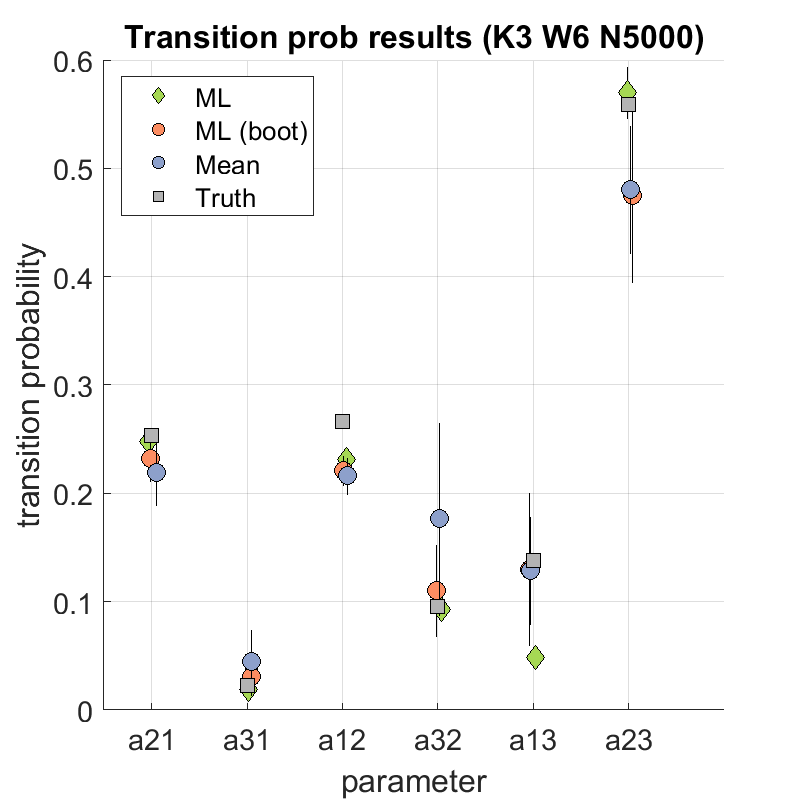 Transition prob results (K3 W6 N5000)
ML
ML (boot)
Mean
Truth
transition probability
0.6
0.5
0.4
0.3
0.2
0.1
0
a21 a31 a12 a32 a13 a23
parameter